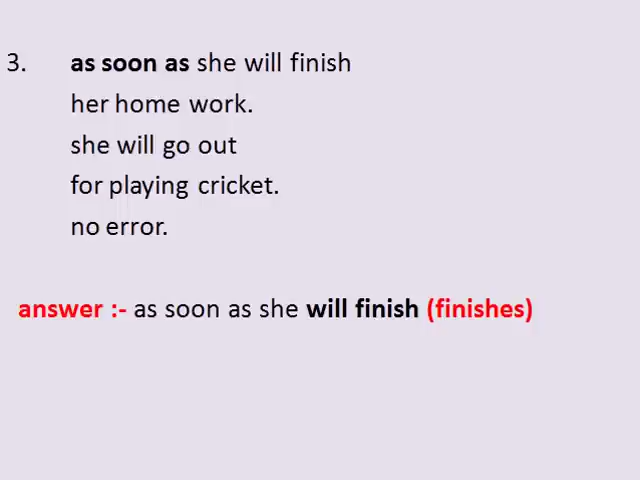 3. as soon as she will finish
her home work.
she will go out
for playing cricket.
no error.
answer :- as soon as she will finish (finishes)